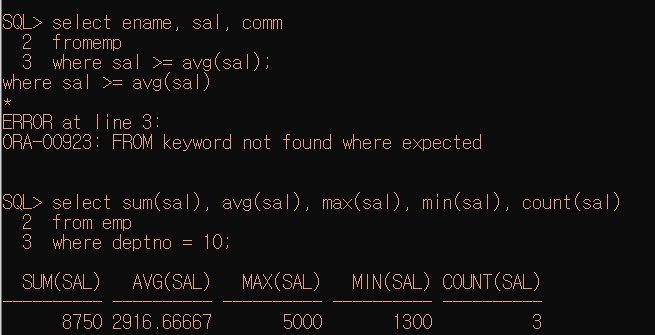 SQL> select ename, sal, comm
2 fromemp
3 where sal >= avg(sal);
where sal >= avg(sal)
*
ERROR at line 3:
ORA-00923: FROM keyword not found where expected
SQL> select sum(sal), avg(sal), max(sal), min(sal), count(sal)
2 from emp
3 where deptno = 10;
SUM(SAL) AVG(SAL) MAX(SAL) MIN(SAL) COUNT(SAL)
---------- ---------- ---------- ---------- ----------
8750 2916.66667 5000 1300 3